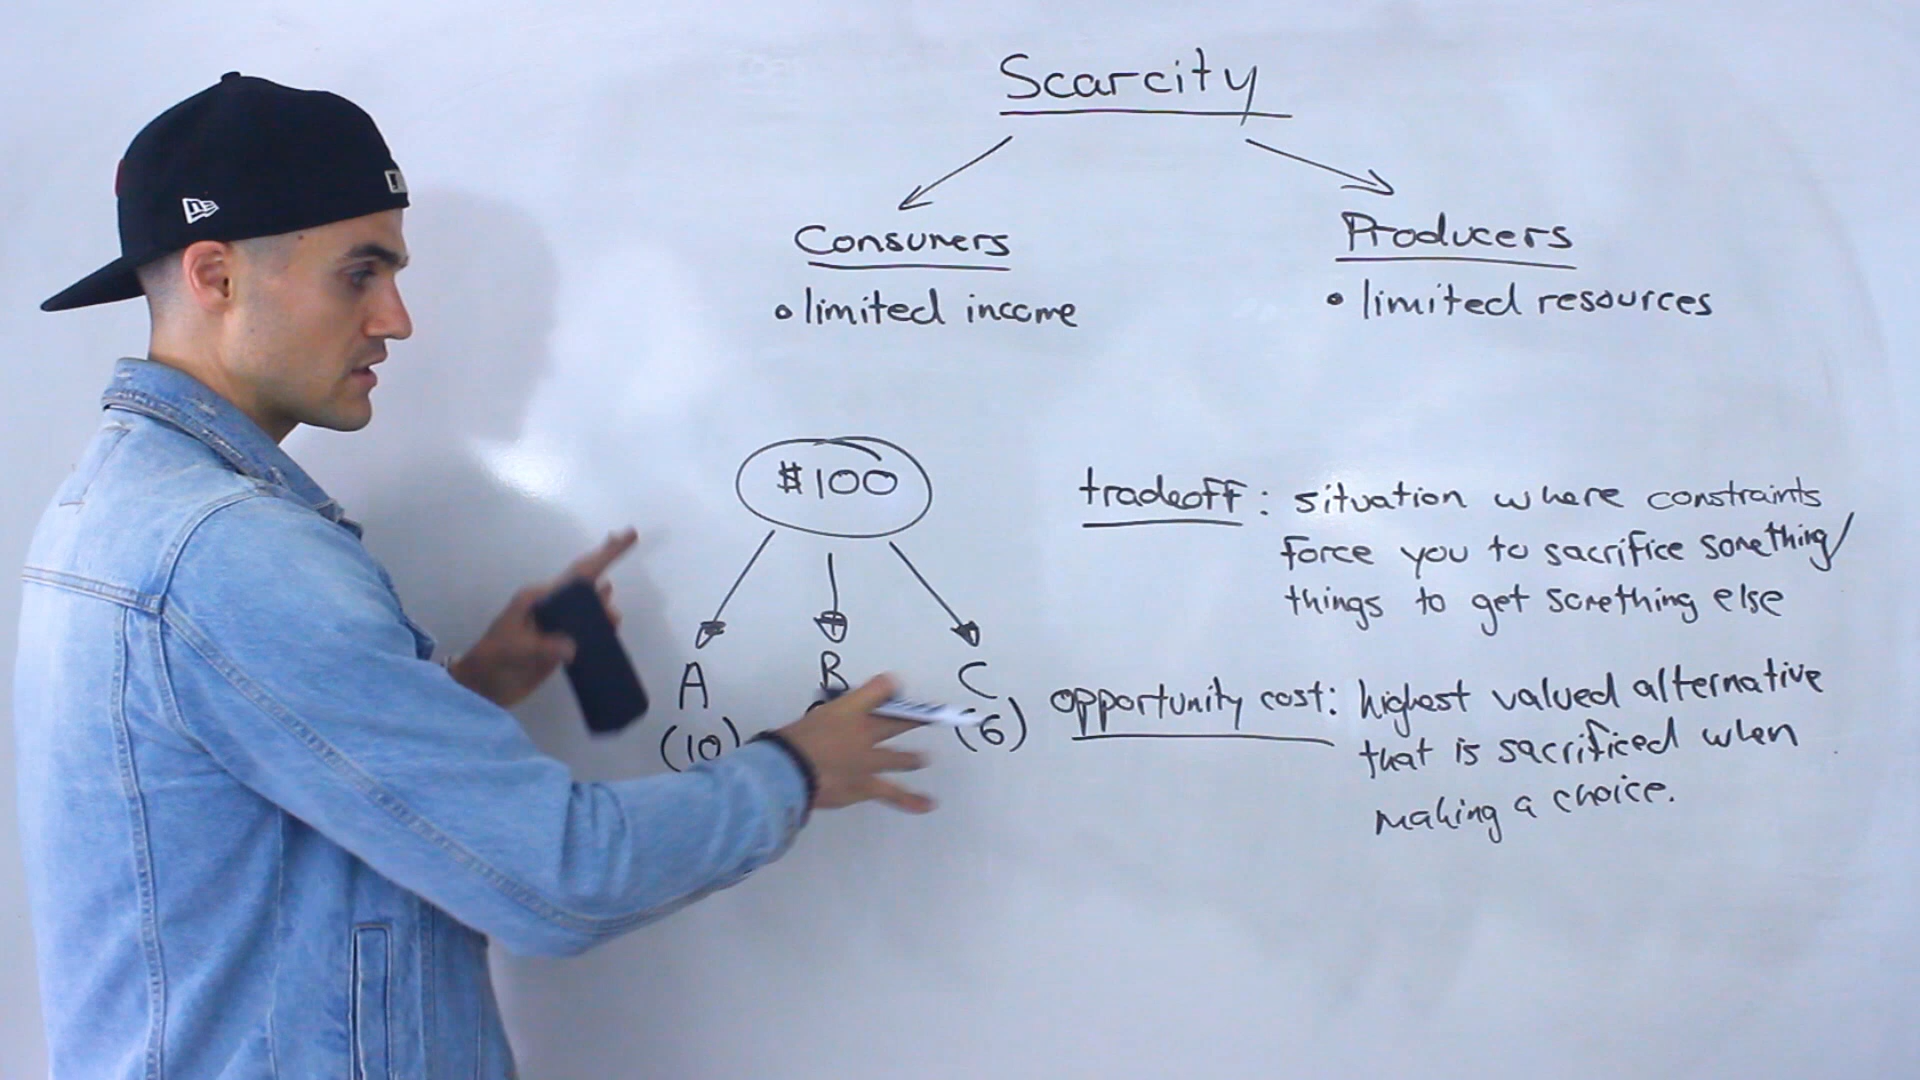 Scarcity
Consumers
• limited income
Producers
• limited resources
$100
A B C
(10) (6)
tradeoff: situation where constraints
force you to sacrifice something/
things to get something else
opportunity cost: highest valued alternative
that is sacrificed when
making a choice.